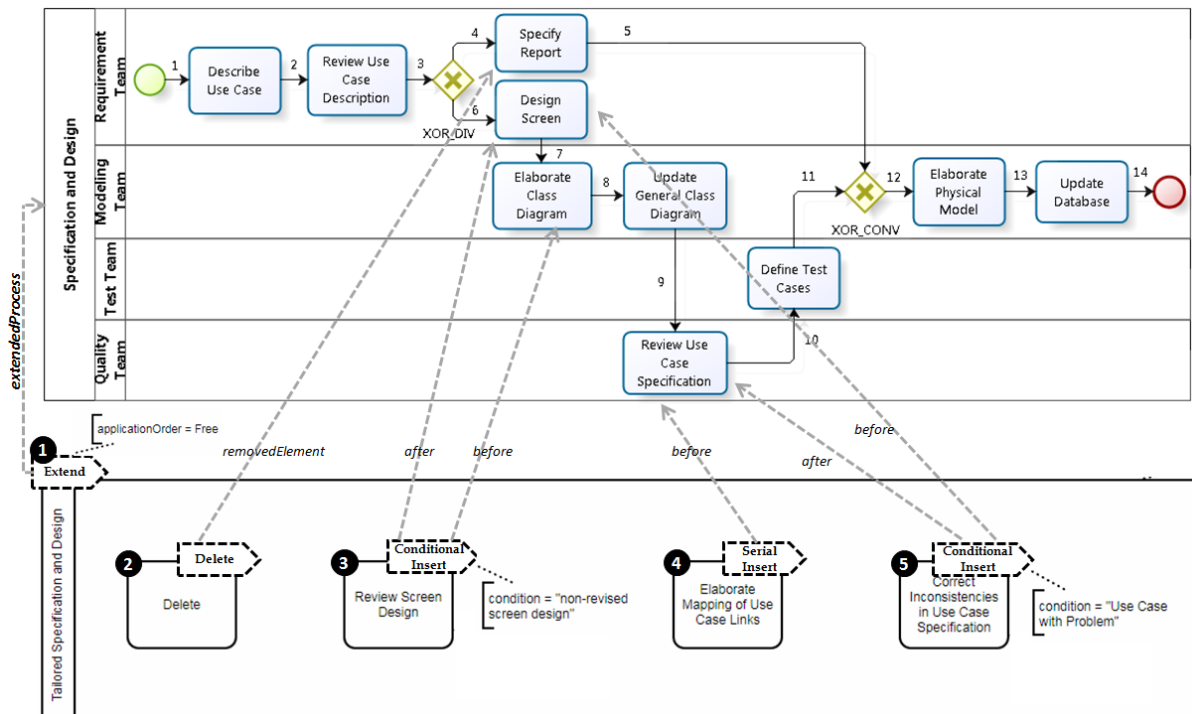 Specification and Design
Requirement
Team
Modeling
Team
Test Team
Quality
Team
1
Describe
Use Case
2
Review Use
Case
Description
3
XOR_DIV
4
Specify
Report
5
6
Design
Screen
7
Elaborate
Class
Diagram
8
Update
General Class
Diagram
9
Review Use
Case
Specification
10
Define Test
Cases
11
XOR_CONV
12
Elaborate
Physical
Model
13
Update
Database
14
extendedProcess
applicationOrder = Free
1
Extend
removedElement
after
before
before
after
before
Tailored Specification and Design
2
Delete
Delete
3
Conditional
Insert
Review Screen
Design
condition = "non-revised
screen design"
4
Serial
Insert
Elaborate
Mapping of Use
Case Links
5
Conditional
Insert
Correct
Inconsistencies
in Use Case
Specification
condition = "Use Case
with Problem"